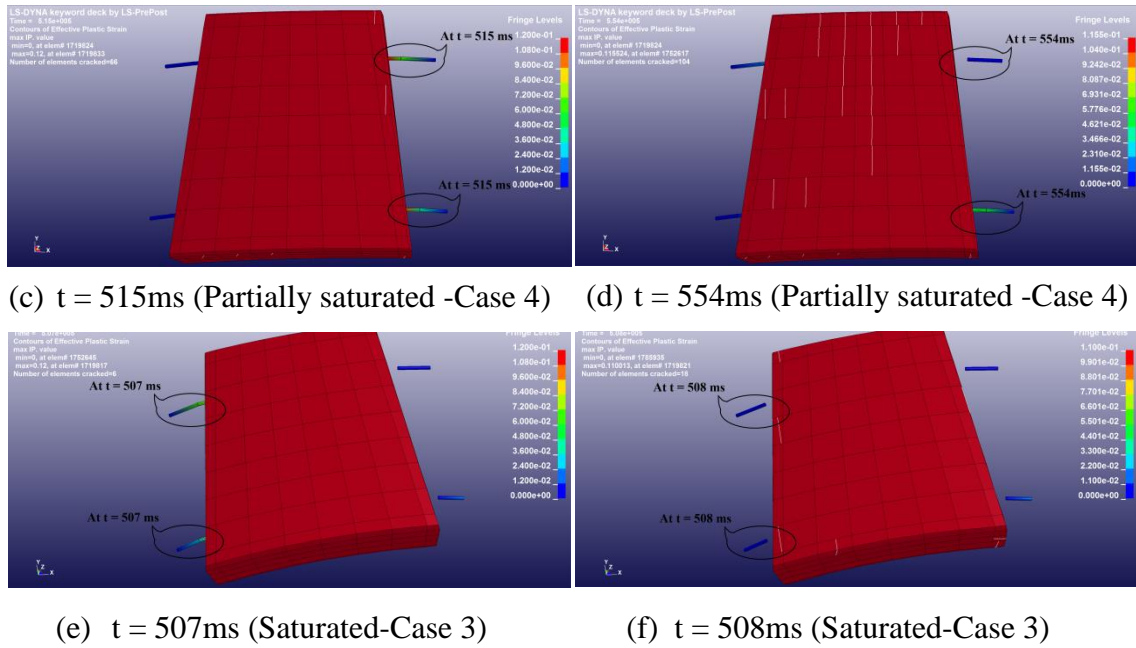 LS-DYNA keyword deck by LS-PrePost
Time = 5.15e+005
Contours of Effective Plastic Strain
max IP. value
min=0, at elem# 1719824
max=0.12, at elem# 1719833
Number of elements cracked=66
Fringe Levels
1.200e-01
1.080e-01
9.600e-02
8.400e-02
7.200e-02
6.000e-02
4.800e-02
3.600e-02
2.400e-02
1.200e-02
0.000e+00
At t = 515 ms
At t = 515 ms
Y
Z X
LS-DYNA keyword deck by LS-PrePost
Time = 5.54e+005
Contours of Effective Plastic Strain
max IP. value
min=0, at elem# 1719824
max=0.115524, at elem# 1752617
Number of elements cracked=104
Fringe Levels
1.155e-01
1.040e-01
9.242e-02
8.087e-02
6.931e-02
5.776e-02
4.621e-02
3.466e-02
2.310e-02
1.155e-02
0.000e+00
At t = 554ms
At t = 554ms
Y
Z X
(c) t = 515ms (Partially saturated -Case 4)
(d) t = 554ms (Partially saturated -Case 4)
Contours of Effective Plastic Strain
max IP. value
min=0, at elem# 1752645
max=0.12, at elem# 1719817
Number of elements cracked=6
Fringe Levels
1.200e-01
1.080e-01
9.600e-02
8.400e-02
7.200e-02
6.000e-02
4.800e-02
3.600e-02
2.400e-02
1.200e-02
0.000e+00
At t = 507 ms
At t = 507 ms
Y
Z
X
Contours of Effective Plastic Strain
max IP. value
min=0, at elem# 1755935
max=0.110013, at elem# 1719821
Number of elements cracked=16
Fringe Levels
1.100e-01
9.901e-02
8.801e-02
7.701e-02
6.601e-02
5.501e-02
4.401e-02
3.300e-02
2.200e-02
1.100e-02
0.000e+00
At t = 508 ms
At t = 508 ms
Y
Z
X
(e) t = 507ms (Saturated-Case 3)
(f) t = 508ms (Saturated-Case 3)